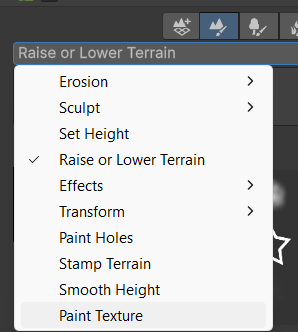 Raise or Lower Terrain
Erosion
Sculpt
Set Height
Raise or Lower Terrain
Effects
Transform
Paint Holes
Stamp Terrain
Smooth Height
Paint Texture